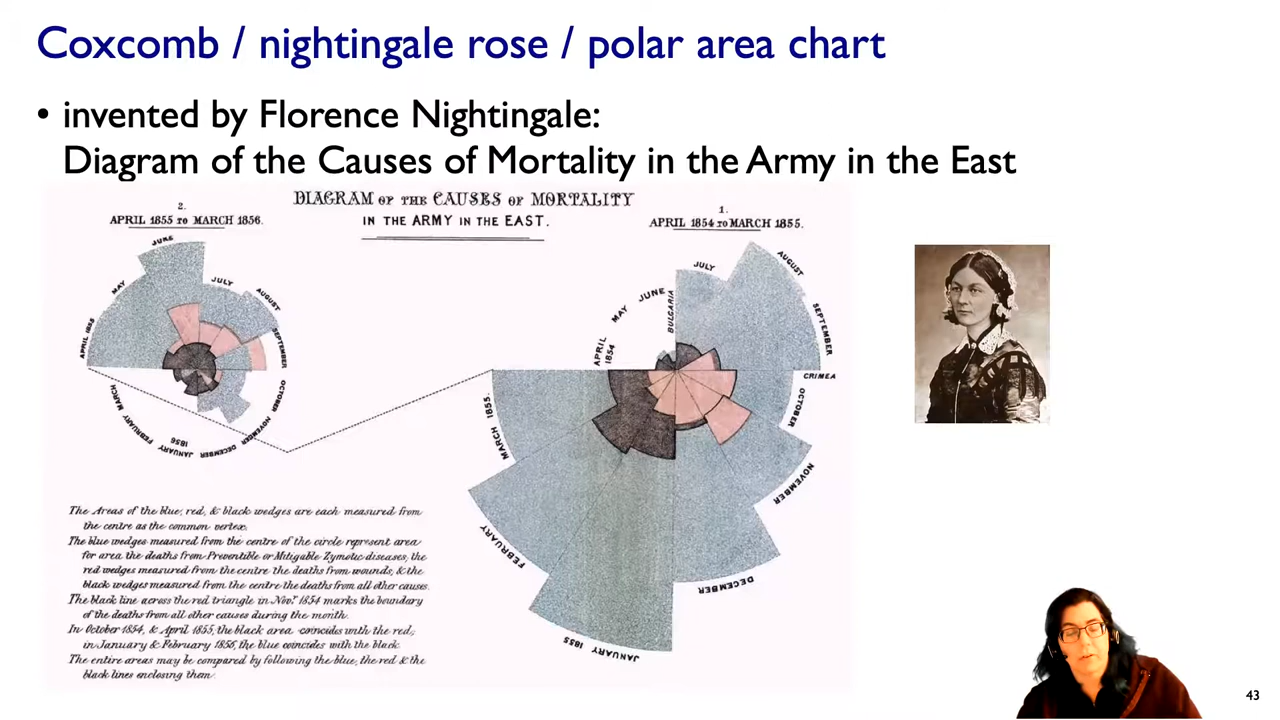 Coxcomb / nightingale rose / polar area chart
• invented by Florence Nightingale:
Diagram of the Causes of Mortality in the Army in the East
DIAGRAM OF THE CAUSES OF MORTALITY
IN THE ARMY IN THE EAST.
2.
APRIL 1855 TO MARCH 1856.
1.
APRIL 1854 TO MARCH 1855.
APRIL 1855
MAY
JUNE
JULY
AUGUST
SEPTEMBER
OCTOBER
NOVEMBER
DECEMBER
JANUARY
1856
FEBRUARY
MARCH
APRIL
1854
MAY
JUNE
BULGARIA
JULY
AUGUST
SEPTEMBER
CRIMEA
OCTOBER
NOVEMBER
DECEMBER
JANUARY 1855
FEBRUARY
MARCH 1855.
The Areas of the blue, red, & black wedges are each measured from
the centre as the common vertex.
The blue wedges measured from the centre of the circle represent area
for area the deaths from Preventible or Mitigable Zymotic diseases, the
red wedges measured from the centre the deaths from wounds, & the
black wedges measured from the centre the deaths from all other causes.
The black line across the red triangle in Novr. 1854 marks the boundary
of the deaths from all other causes during the month.
In October 1854, & April 1855, the black area coincides with the red,
in January & February 1856, the blue coincides with the black.
The entire areas may be compared by following the blue, the red & the
black lines enclosing them.
43